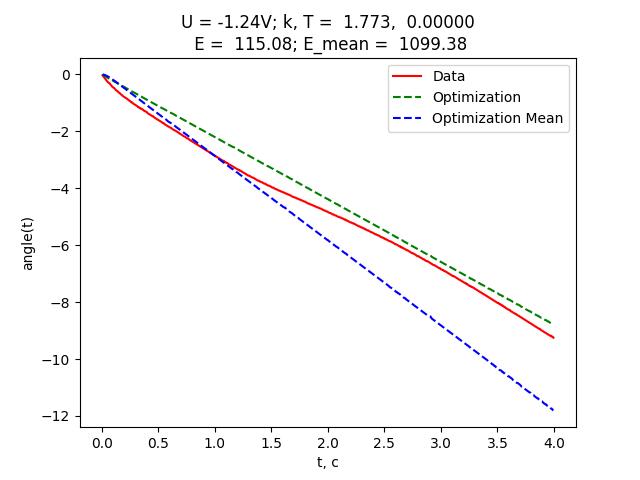 U = -1.24V; k, T =  1.773,  0.00000
E =  115.08; E_mean =  1099.38
Data
Optimization
Optimization Mean
0
−2
−4
−6
−8
−10
−12
angle(t)
0.0 0.5 1.0 1.5 2.0 2.5 3.0 3.5 4.0
t, c